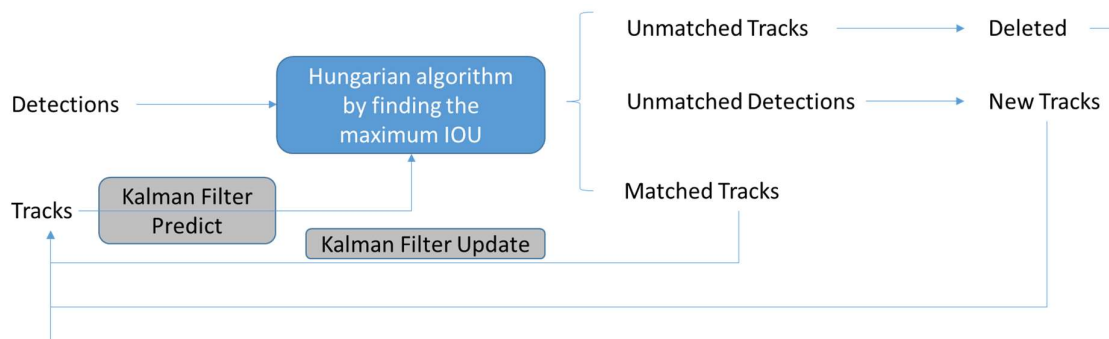 Unmatched Tracks
Deleted
Hungarian algorithm
by finding the
maximum IOU
Detections
Unmatched Detections
New Tracks
Kalman Filter
Predict
Tracks
Matched Tracks
Kalman Filter Update